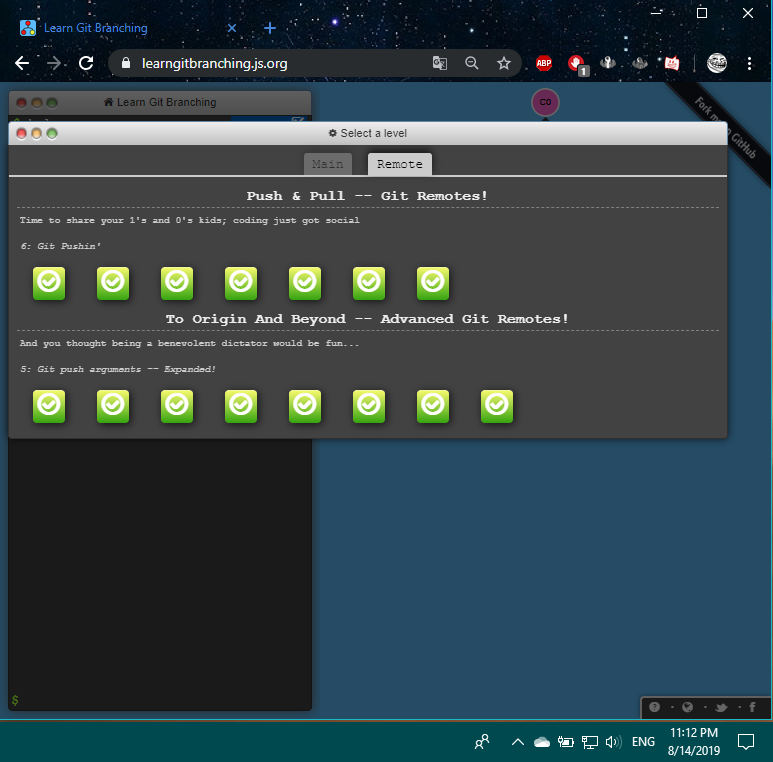 Learn Git Branching
learngitbranching.js.org
ABP
1
Learn Git Branching
C0
Fork me on GitHub
Select a level
Main
Remote
Push & Pull -- Git Remotes!
Time to share your 1's and 0's kids; coding just got social
6: Git Pushin'
To Origin And Beyond -- Advanced Git Remotes!
And you thought being a benevolent dictator would be fun...
5: Git push arguments -- Expanded!
$
ENG
11:12 PM
8/14/2019